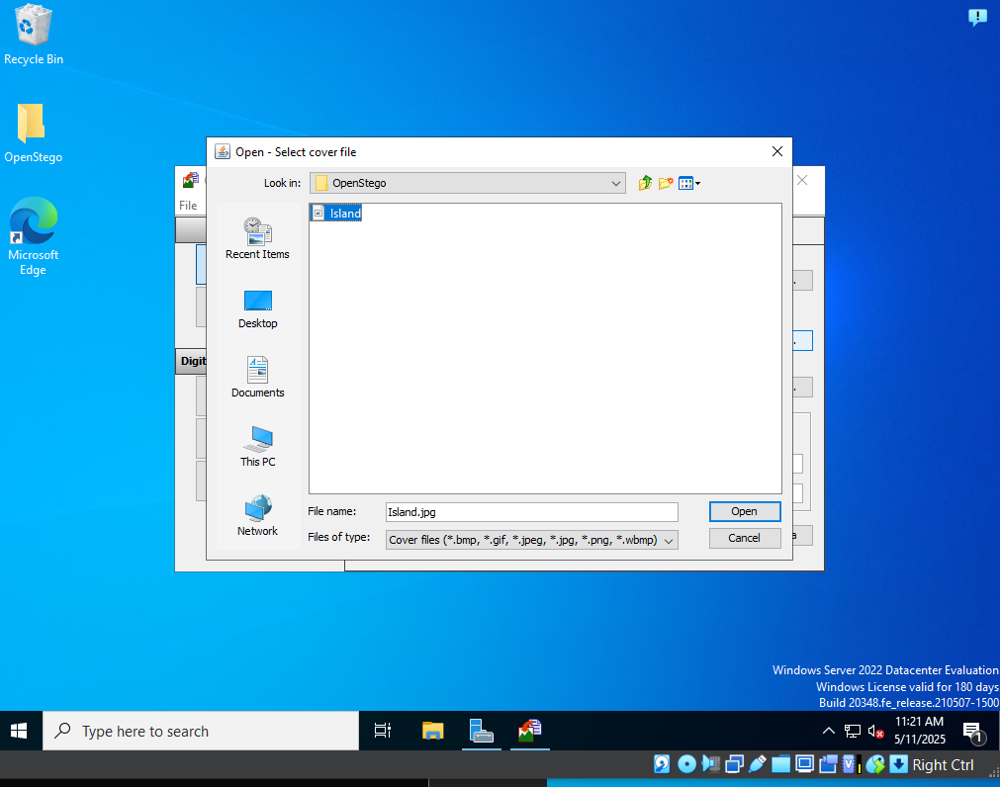 Recycle Bin
OpenStego
Microsoft
Edge
Open - Select cover file
Look in:
OpenStego
File
Island
Recent Items
Desktop
Digit
Documents
This PC
Network
File name:
Island.jpg
Open
Files of type:
Cover files (*.bmp, *.gif, *.jpeg, *.jpg, *.png, *.wbmp)
Cancel
a
Windows Server 2022 Datacenter Evaluation
Windows License valid for 180 days
Build 20348.fe_release.210507-1500
Type here to search
11:21 AM
5/11/2025
1
Right Ctrl